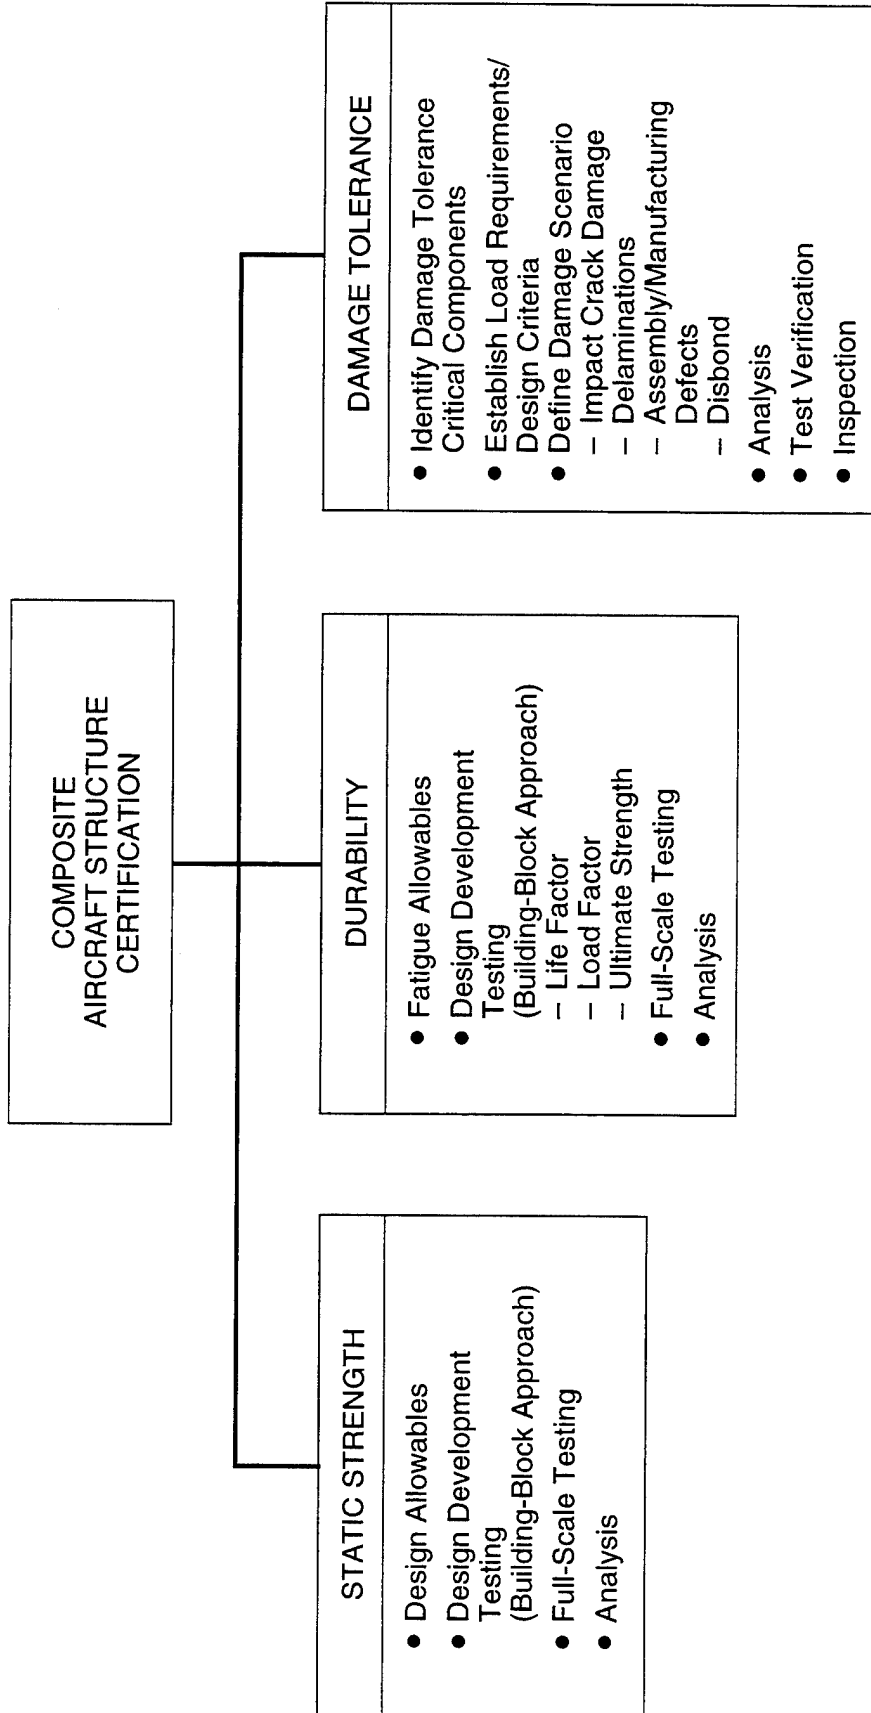 COMPOSITE
AIRCRAFT STRUCTURE
CERTIFICATION
STATIC STRENGTH
● Design Allowables
● Design Development
Testing
(Building-Block Approach)
● Full-Scale Testing
● Analysis
DURABILITY
● Fatigue Allowables
● Design Development
Testing
(Building-Block Approach)
– Life Factor
– Load Factor
– Ultimate Strength
● Full-Scale Testing
● Analysis
DAMAGE TOLERANCE
● Identify Damage Tolerance
Critical Components
● Establish Load Requirements/
Design Criteria
● Define Damage Scenario
– Impact Crack Damage
– Delaminations
– Assembly/Manufacturing
Defects
– Disbond
● Analysis
● Test Verification
● Inspection